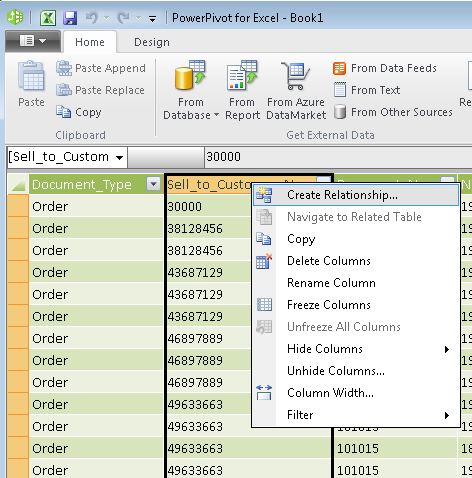 PowerPivot for Excel - Book1
Home Design
Paste
Paste Append
Paste Replace
Copy
Clipboard
From Database
From Report
From Azure DataMarket
From Data Feeds
From Text
From Other Sources
Get External Data
[Sell_to_Custom 30000
Document_Type Sell_to_Custome
Order 30000
Order 38128456
Order 38128456
Order 43687129
Order 43687129
Order 43687129
Order 46897889
Order 46897889
Order 46897889
Order 49633663
Order 49633663
Order 49633663 101015 18
Order 49633663 101015 19
Create Relationship...
Navigate to Related Table
Copy
Delete Columns
Rename Column
Freeze Columns
Unfreeze All Columns
Hide Columns
Unhide Columns...
Column Width...
Filter